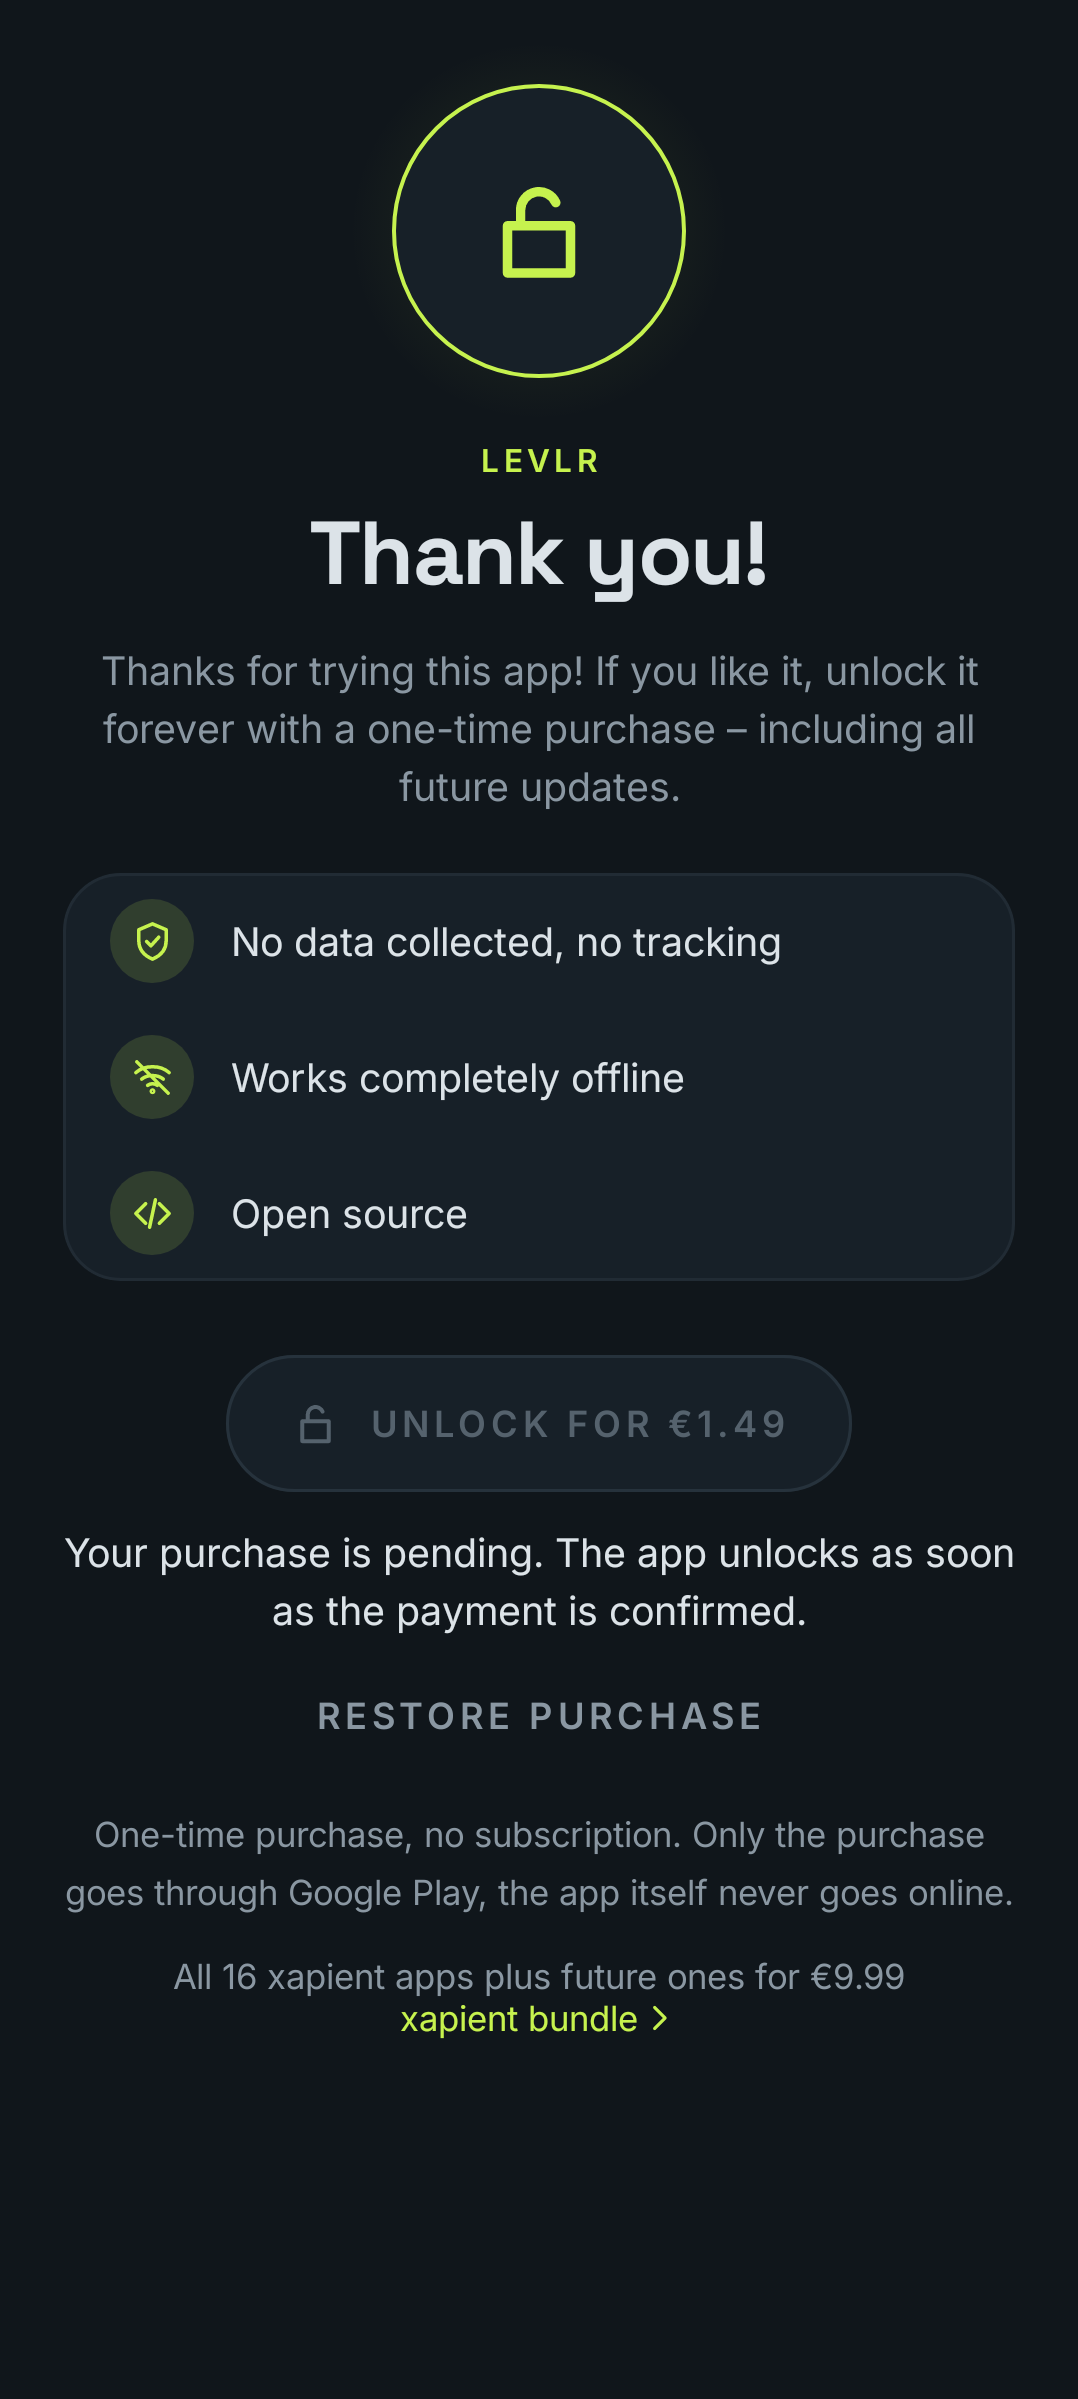 LEVLR
Thank you!
Thanks for trying this app! If you like it, unlock it
forever with a one-time purchase – including all
future updates.
No data collected, no tracking
Works completely offline
Open source
UNLOCK FOR €1.49
Your purchase is pending. The app unlocks as soon
as the payment is confirmed.
RESTORE PURCHASE
One-time purchase, no subscription. Only the purchase
goes through Google Play, the app itself never goes online.
All 16 xapient apps plus future ones for €9.99
xapient bundle